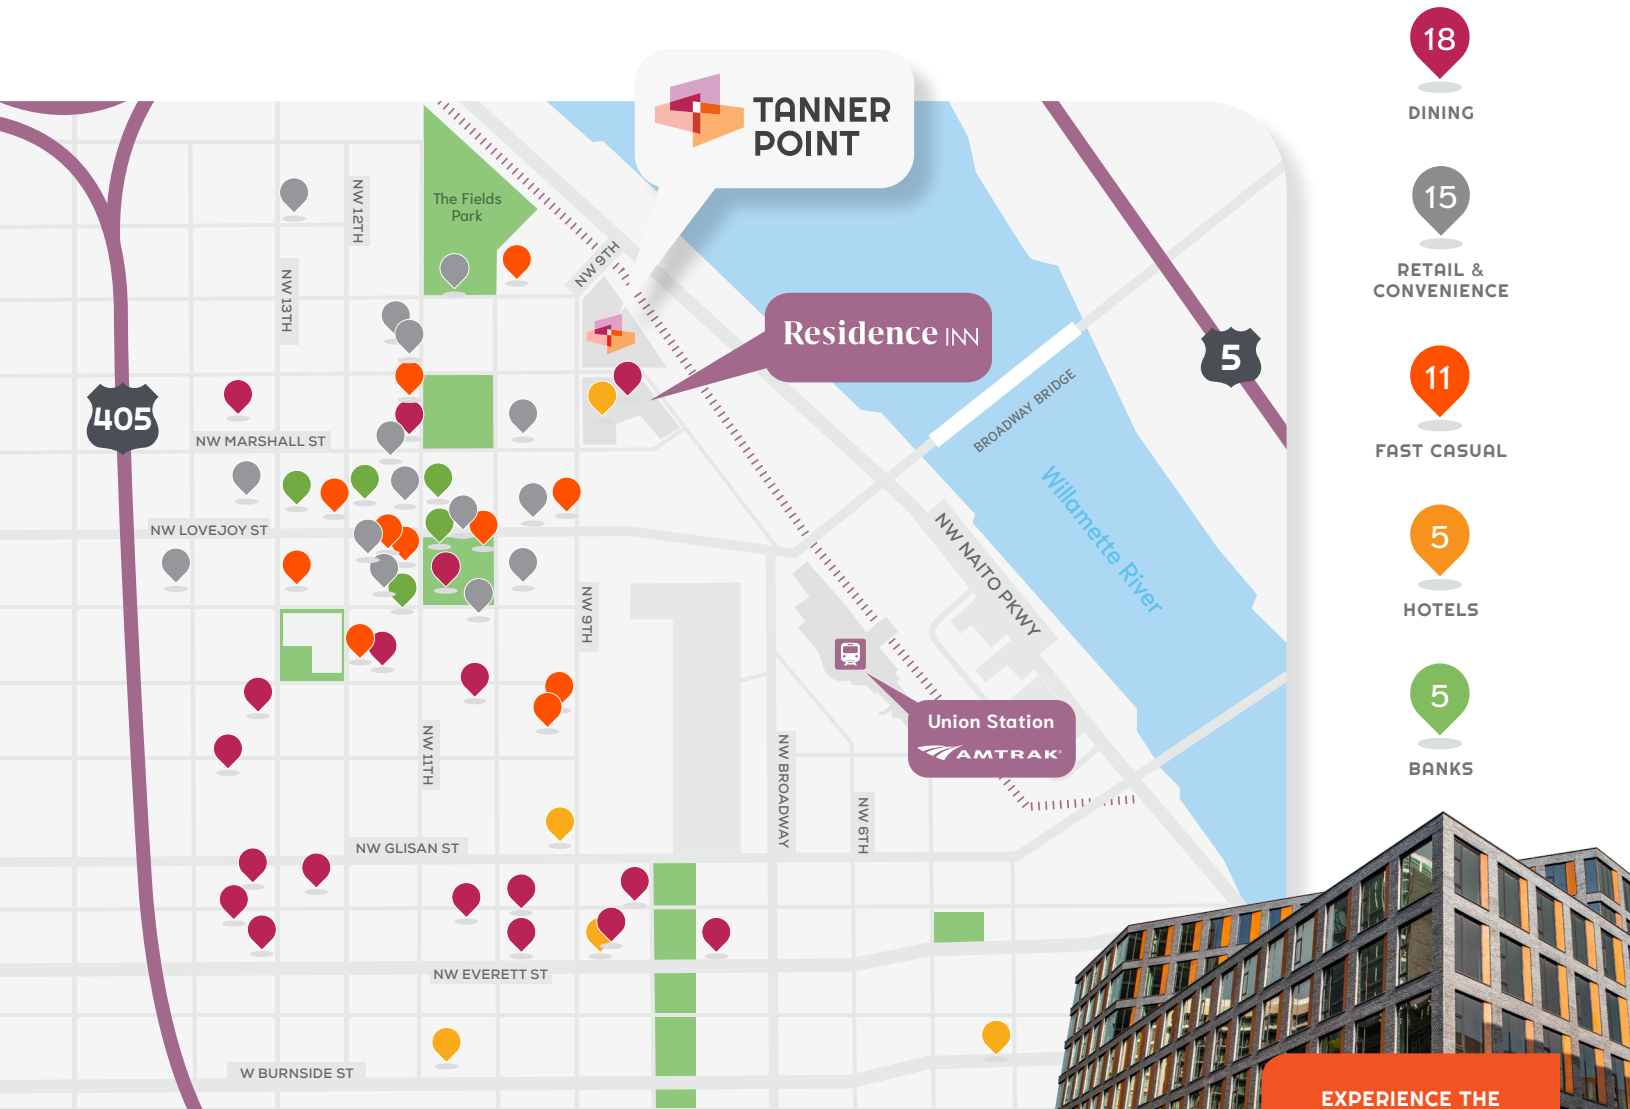 TANNER
POINT
The Fields
Park
NW 12TH
NW 13TH
NW 9TH
Residence INN
5
405
BROADWAY BRIDGE
NW MARSHALL ST
Willamette River
NW LOVEJOY ST
NW NAITO PKWY
NW 9TH
Union Station
AMTRAK
NW 11TH
NW BROADWAY
NW 6TH
NW GLISAN ST
NW EVERETT ST
W BURNSIDE ST
18
DINING
15
RETAIL &
CONVENIENCE
11
FAST CASUAL
5
HOTELS
5
BANKS
EXPERIENCE THE